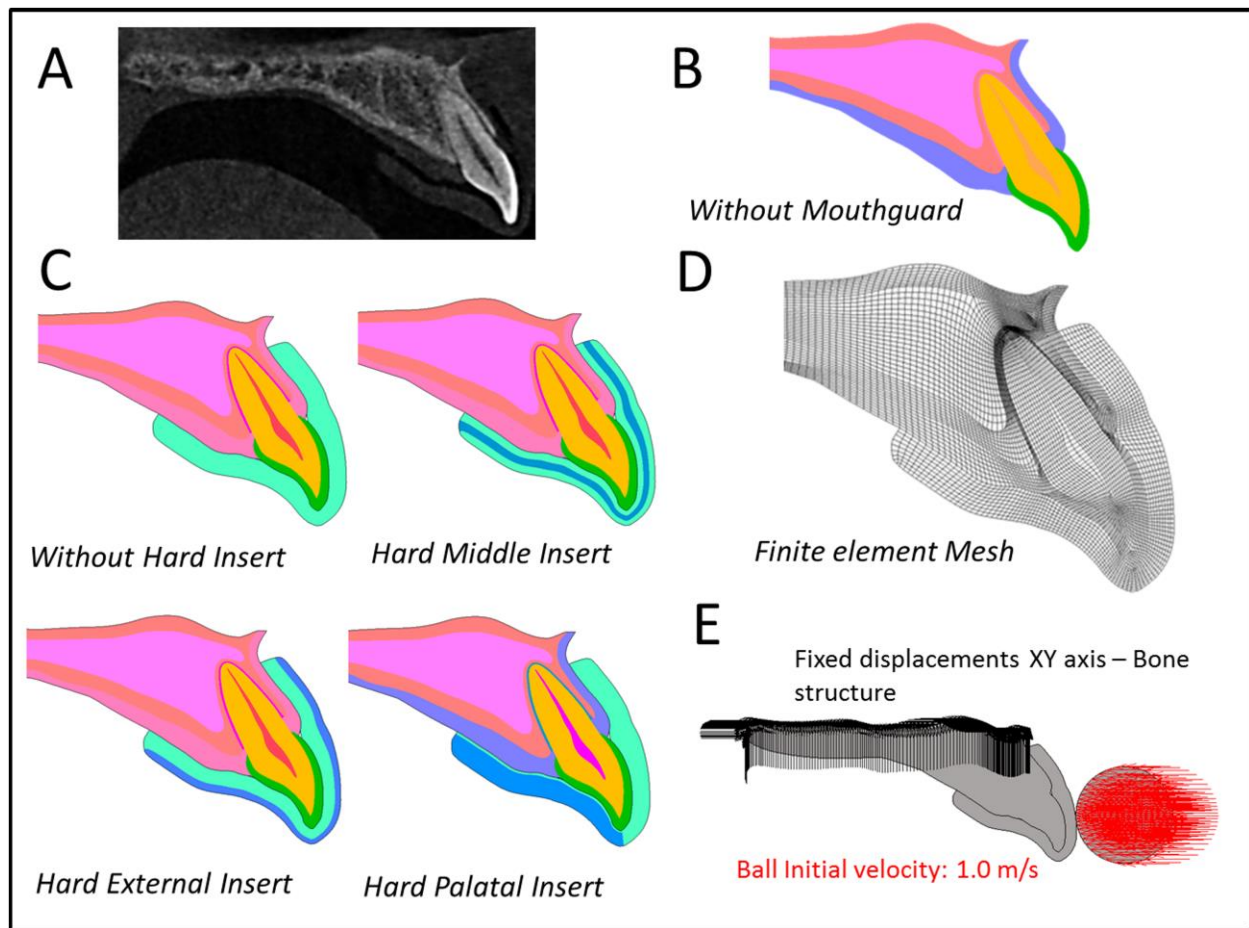 A
B
Without Mouthguard
C
Without Hard Insert
Hard Middle Insert
Hard External Insert
Hard Palatal Insert
D
Finite element Mesh
E
Fixed displacements XY axis – Bone
structure
Ball Initial velocity: 1.0 m/s